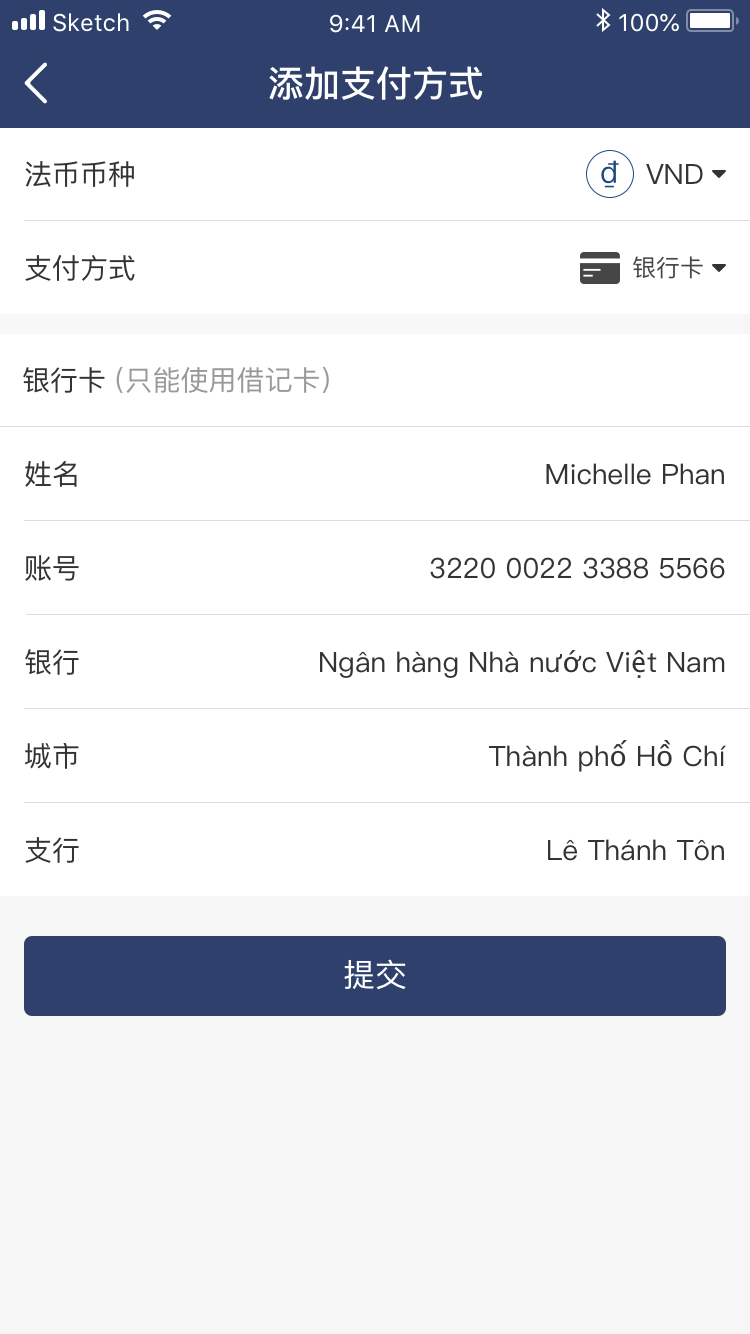 Sketch 9:41 AM 100%
添加支付方式
法币币种 ₫ VND
支付方式 银行卡
银行卡 (只能使用借记卡)
姓名 Michelle Phan
账号 3220 0022 3388 5566
银行 Ngân hàng Nhà nước Việt Nam
城市 Thành phố Hồ Chí
支行 Lê Thánh Tôn
提交